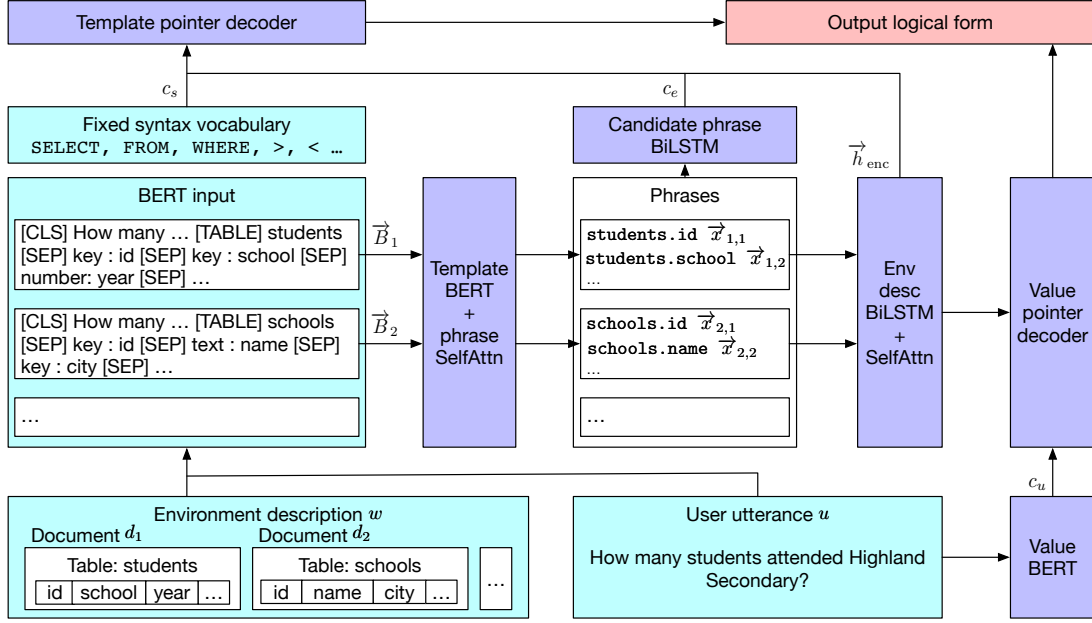 Template pointer decoder
Output logical form
c_s
c_e
Fixed syntax vocabulary
SELECT, FROM, WHERE, >, < …
Candidate phrase
BiLSTM
→h_enc
BERT input
[CLS] How many … [TABLE] students
[SEP] key : id [SEP] key : school [SEP]
number: year [SEP] …
[CLS] How many … [TABLE] schools
[SEP] key : id [SEP] text : name [SEP]
key : city [SEP] …
…
→B_1
→B_2
Template
BERT
+
phrase
SelfAttn
Phrases
students.id →x_1,1
students.school →x_1,2
…
schools.id →x_2,1
schools.name →x_2,2
…
…
Env
desc
BiLSTM
+
SelfAttn
Value
pointer
decoder
c_u
Environment description w
Document d_1
Table: students
id school year …
Document d_2
Table: schools
id name city …
…
User utterance u
How many students attended Highland
Secondary?
Value
BERT